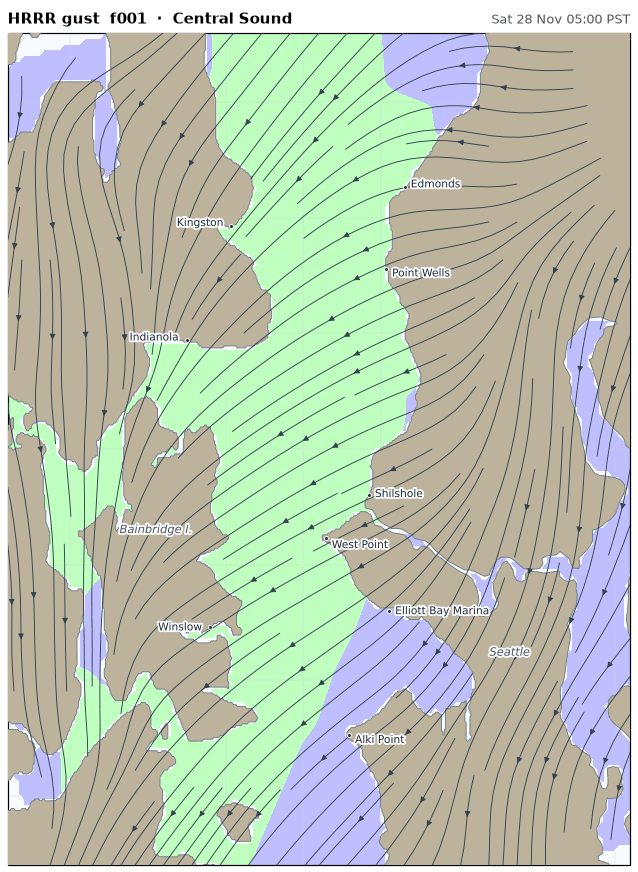 HRRR gust f001 · Central Sound
Sat 28 Nov 05:00 PST
Edmonds
Kingston
Point Wells
Indianola
Shilshole
Bainbridge I.
West Point
Elliott Bay Marina
Winslow
Seattle
Alki Point